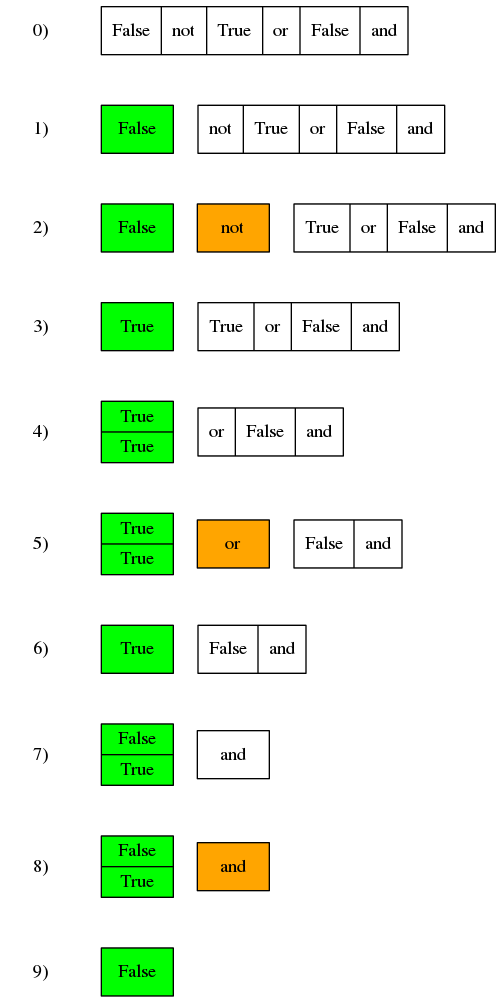 0) False not True or False and
1) False not True or False and
2) False not True or False and
3) True True or False and
4) True
True or False and
5) True
True or False and
6) True False and
7) False
True and
8) False
True and
9) False